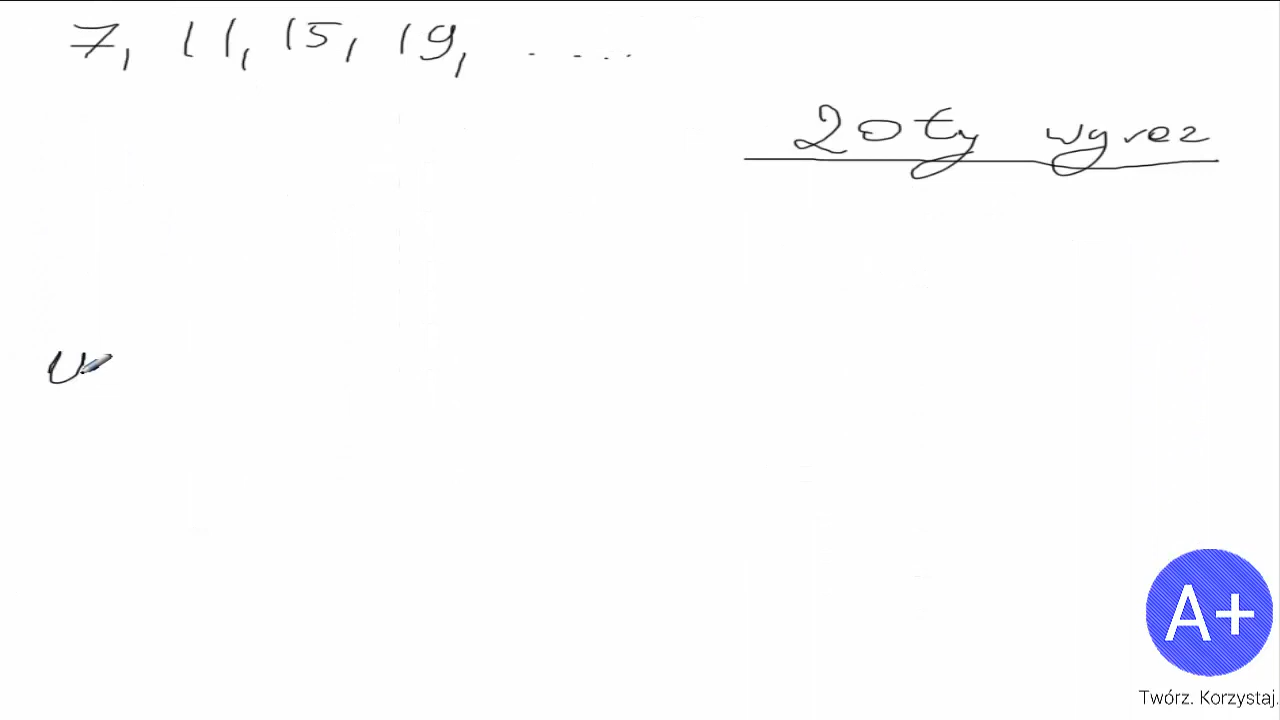 7, 11, 15, 19, .....
20ty wyraz
A+
Twórz. Korzystaj.